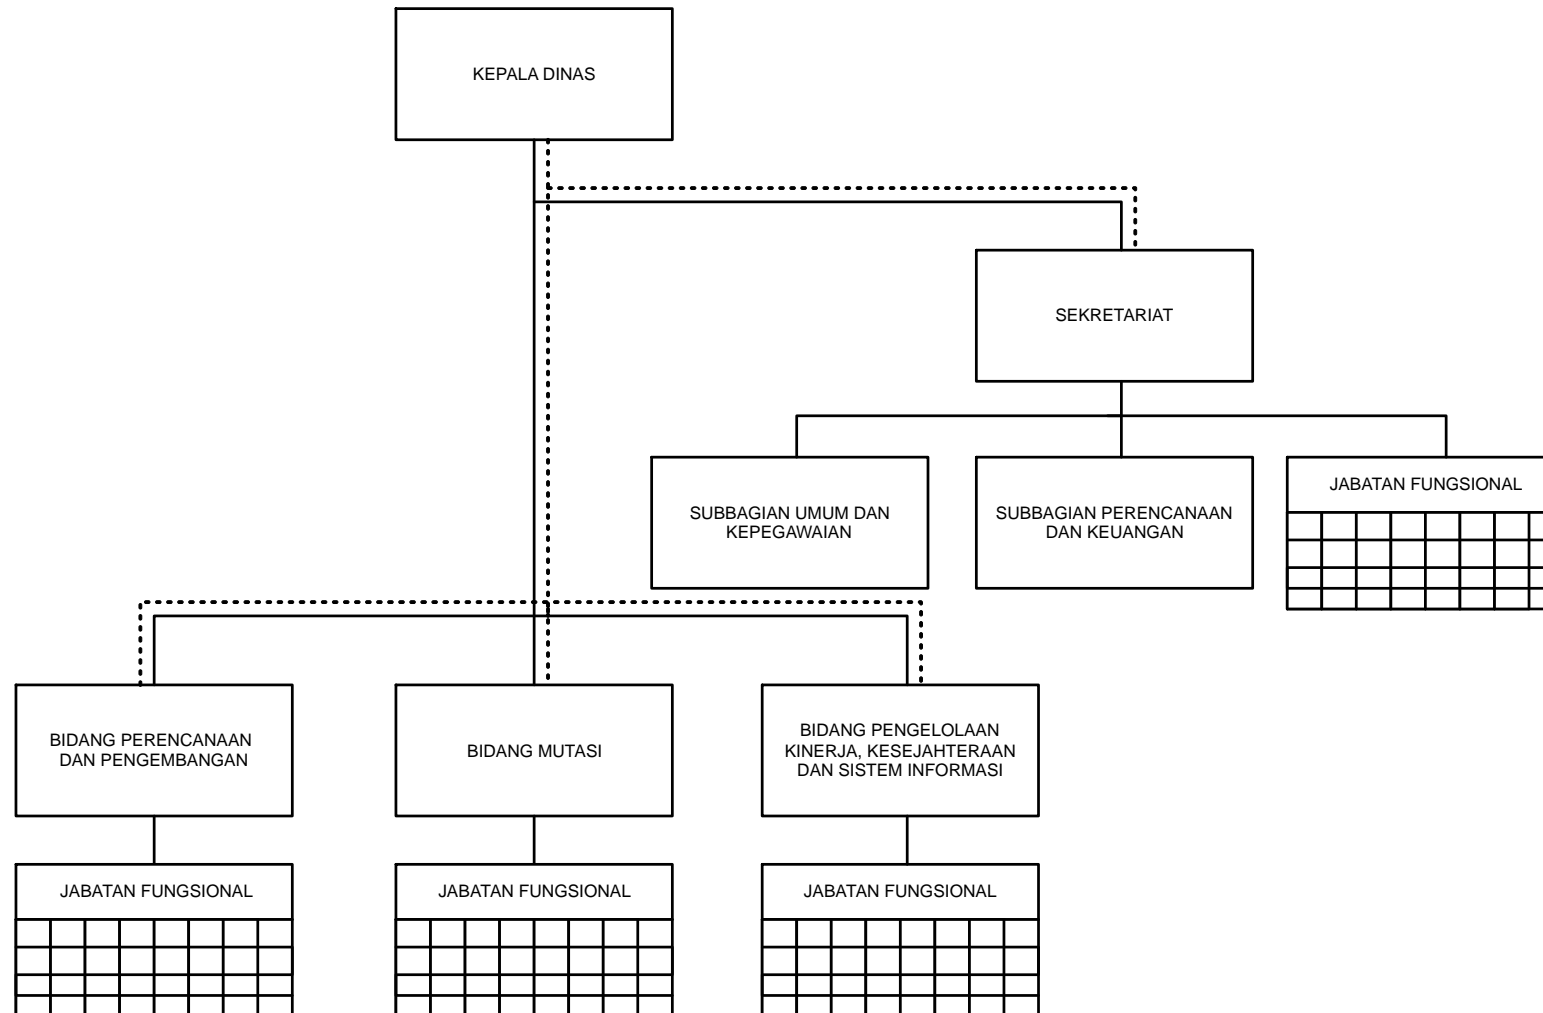 KEPALA DINAS
SEKRETARIAT
SUBBAGIAN UMUM DAN
KEPEGAWAIAN
SUBBAGIAN PERENCANAAN
DAN KEUANGAN
JABATAN FUNGSIONAL
BIDANG PERENCANAAN
DAN PENGEMBANGAN
BIDANG MUTASI
BIDANG PENGELOLAAN
KINERJA, KESEJAHTERAAN
DAN SISTEM INFORMASI
JABATAN FUNGSIONAL
JABATAN FUNGSIONAL
JABATAN FUNGSIONAL